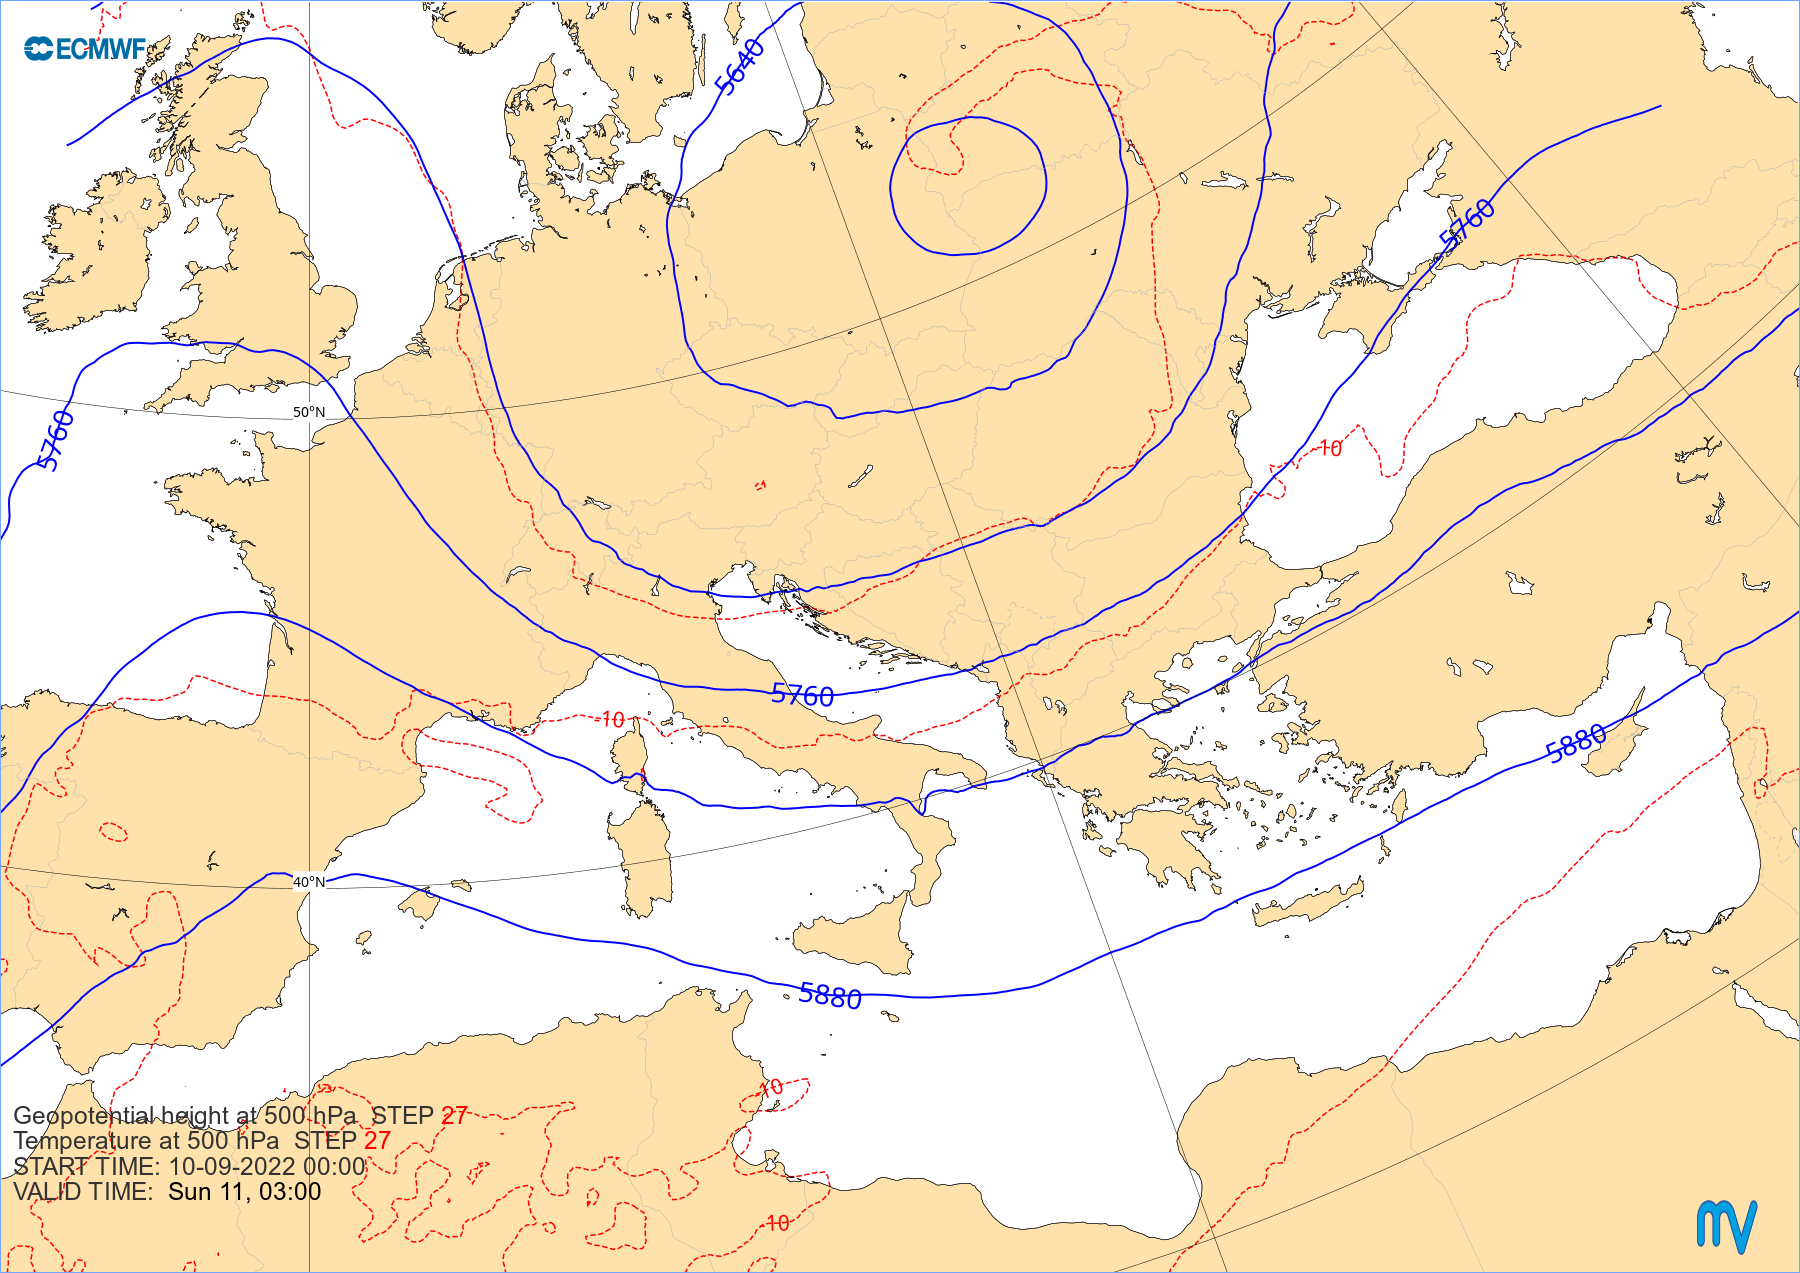 ECMWF
5640
5760
5760
50°N
-10
5760
5760
-10
5880
40°N
5880
10
10
Geopotential height at 500 hPa STEP 27
Temperature at 500 hPa STEP 27
START TIME: 10-09-2022 00:00
VALID TIME: Sun 11, 03:00